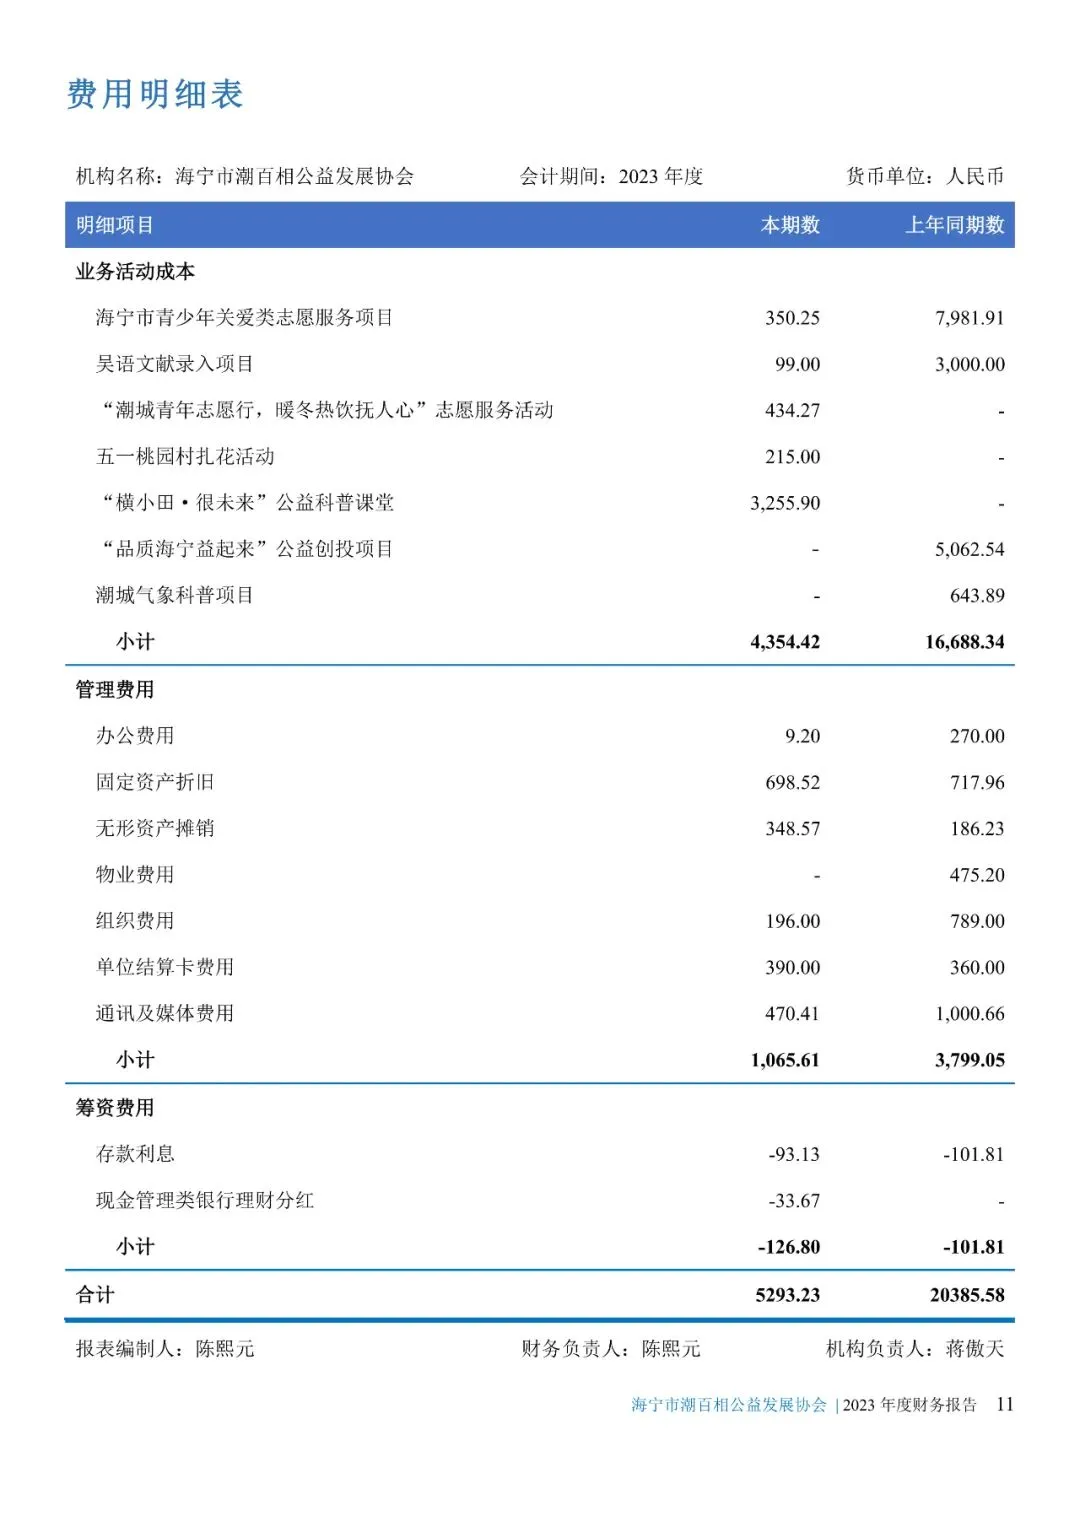 费用明细表
机构名称：海宁市潮百相公益发展协会 会计期间：2023 年度 货币单位：人民币
明细项目 本期数 上年同期数
业务活动成本
海宁市青少年关爱类志愿服务项目 350.25 7,981.91
吴语文献录入项目 99.00 3,000.00
“潮城青年志愿行，暖冬热饮抚人心”志愿服务活动 434.27 -
五一桃园村扎花活动 215.00 -
“横小田·很未来”公益科普课堂 3,255.90 -
“品质海宁益起来”公益创投项目 - 5,062.54
潮城气象科普项目 - 643.89
小计 4,354.42 16,688.34
管理费用
办公费用 9.20 270.00
固定资产折旧 698.52 717.96
无形资产摊销 348.57 186.23
物业费用 - 475.20
组织费用 196.00 789.00
单位结算卡费用 390.00 360.00
通讯及媒体费用 470.41 1,000.66
小计 1,065.61 3,799.05
筹资费用
存款利息 -93.13 -101.81
现金管理类银行理财分红 -33.67 -
小计 -126.80 -101.81
合计 5293.23 20385.58
报表编制人：陈熙元 财务负责人：陈熙元 机构负责人：蒋傲天
海宁市潮百相公益发展协会 | 2023 年度财务报告 11